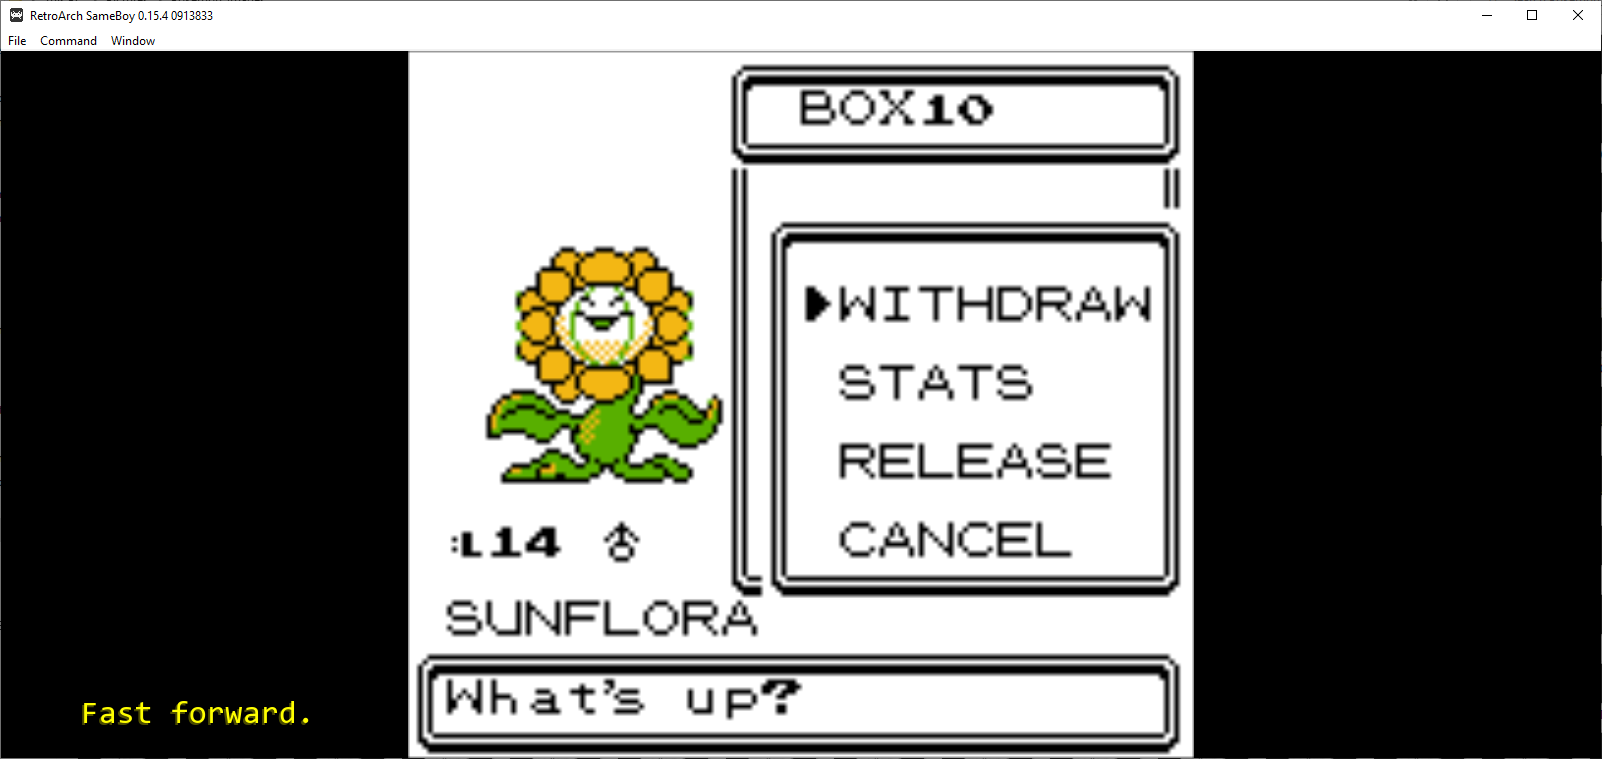 RetroArch SameBoy 0.15.4 0913833
File Command Window
BOX10
WITHDRAW
STATS
RELEASE
CANCEL
:L14 ♂
SUNFLORA
What's up?
Fast forward.